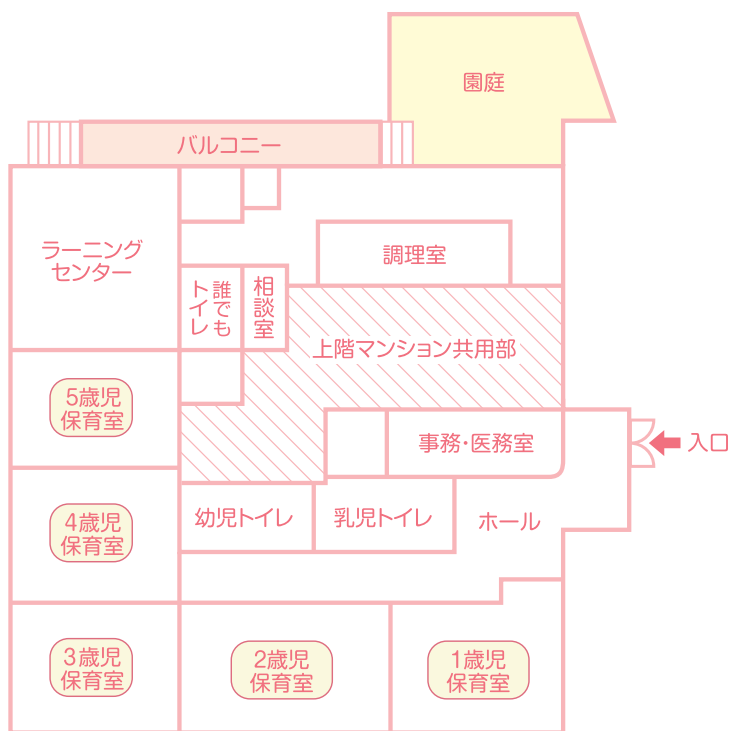 園庭
バルコニー
ラーニング
センター
調理室
誰でも
トイレ
相談室
上階マンション共用部
5歳児
保育室
事務・医務室
入口
4歳児
保育室
幼児トイレ
乳児トイレ
ホール
3歳児
保育室
2歳児
保育室
1歳児
保育室